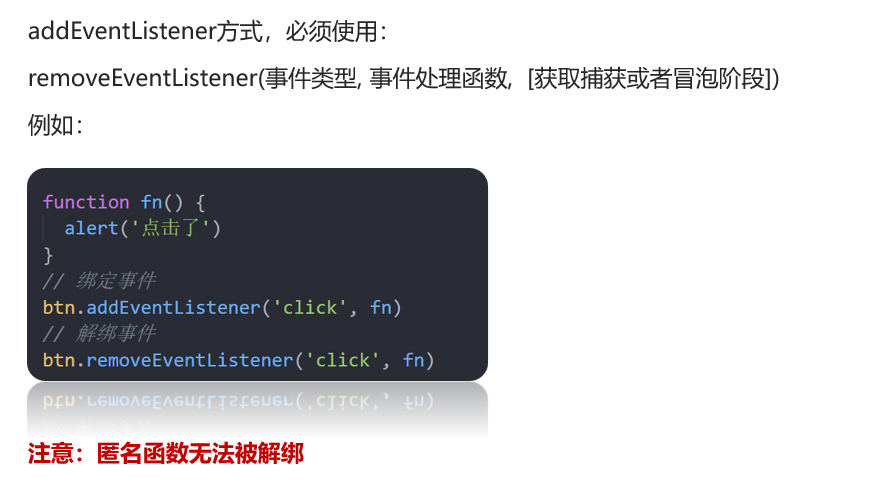 addEventListener方式，必须使用：
removeEventListener(事件类型, 事件处理函数,  [获取捕获或者冒泡阶段])
例如：
function fn() {
  alert('点击了')
}
// 绑定事件
btn.addEventListener('click', fn)
// 解绑事件
btn.removeEventListener('click', fn)
注意：匿名函数无法被解绑